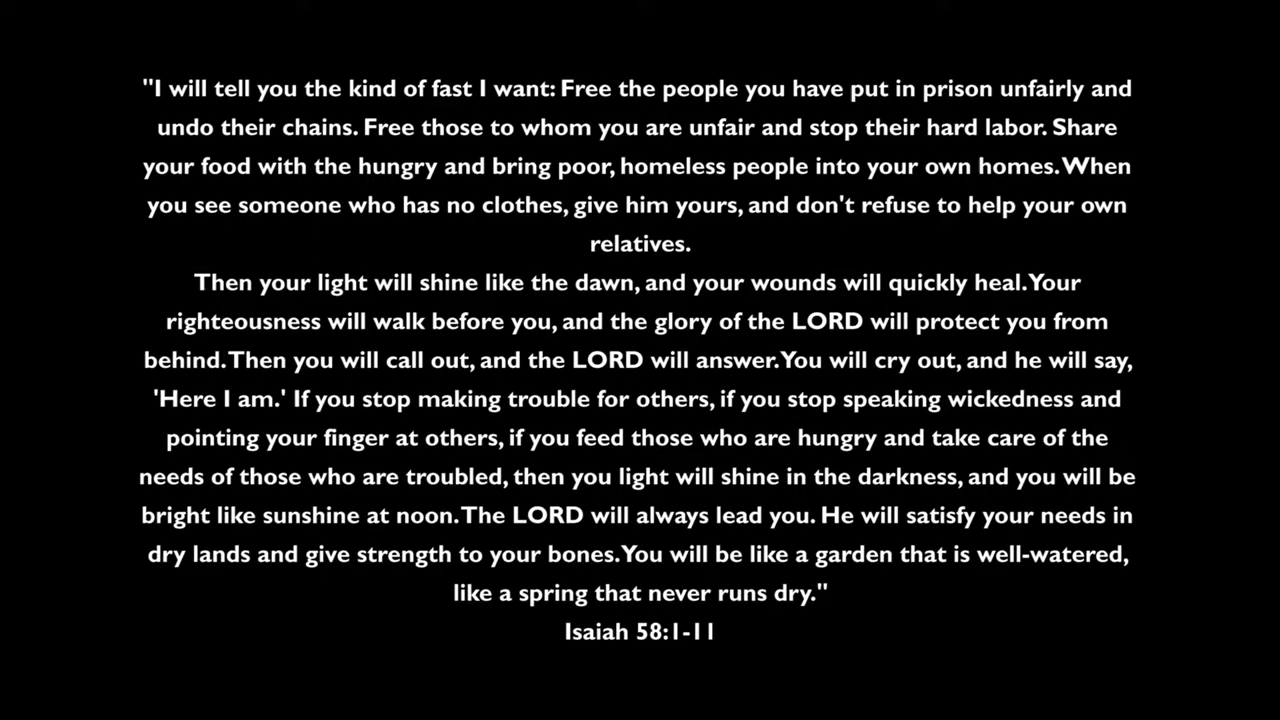 "I will tell you the kind of fast I want: Free the people you have put in prison unfairly and
undo their chains. Free those to whom you are unfair and stop their hard labor. Share
your food with the hungry and bring poor, homeless people into your own homes. When
you see someone who has no clothes, give him yours, and don't refuse to help your own
relatives.
Then your light will shine like the dawn, and your wounds will quickly heal. Your
righteousness will walk before you, and the glory of the LORD will protect you from
behind. Then you will call out, and the LORD will answer. You will cry out, and he will say,
'Here I am.' If you stop making trouble for others, if you stop speaking wickedness and
pointing your finger at others, if you feed those who are hungry and take care of the
needs of those who are troubled, then you light will shine in the darkness, and you will be
bright like sunshine at noon. The LORD will always lead you. He will satisfy your needs in
dry lands and give strength to your bones. You will be like a garden that is well-watered,
like a spring that never runs dry."
Isaiah 58:1-11